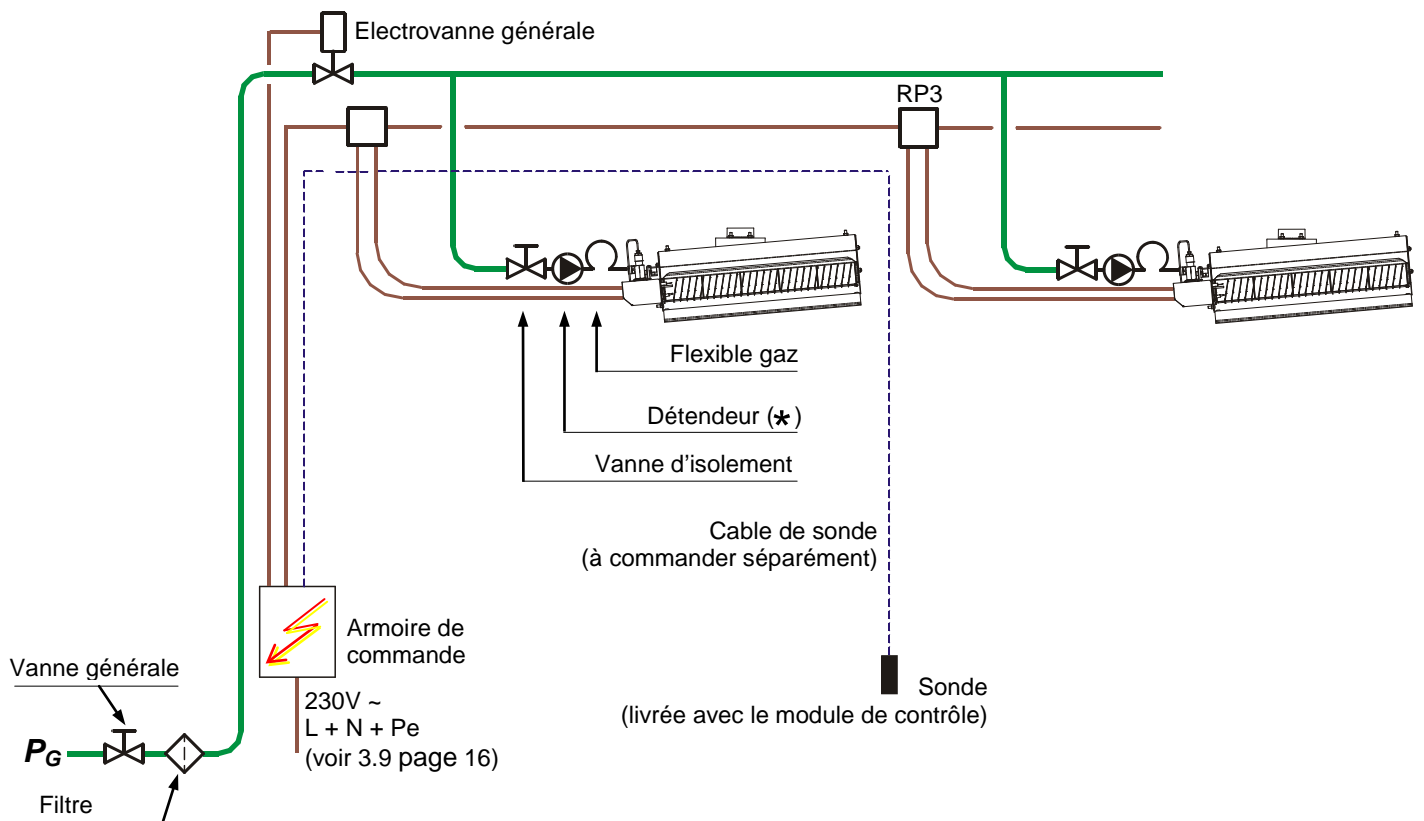 Electrovanne générale
RP3
Flexible gaz
Détendeur (*)
Vanne d'isolement
Cable de sonde
(à commander séparément)
Armoire de
commande
Vanne générale
230V ~
L + N + Pe
(voir 3.9 page 16)
Sonde
(livrée avec le module de contrôle)
PG
Filtre